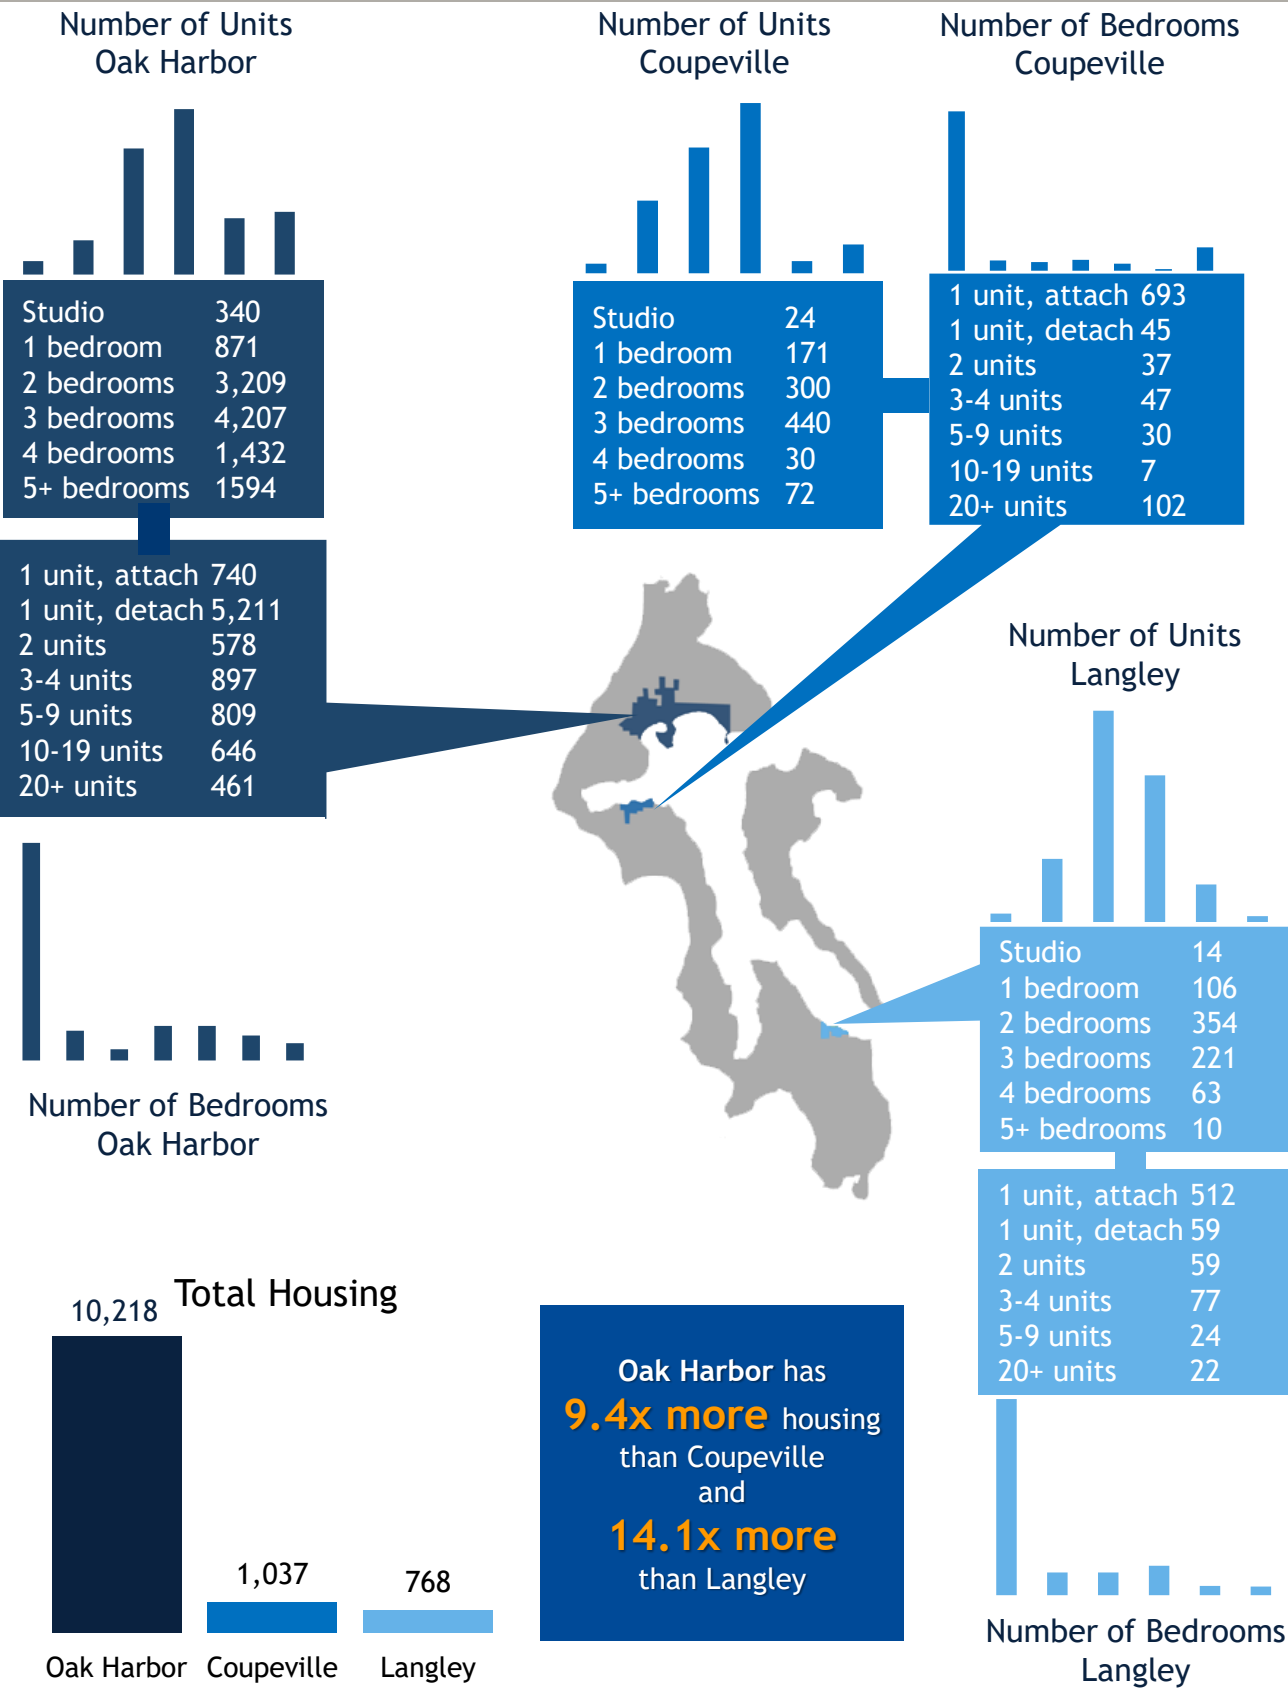 Number of Units
Oak Harbor
Studio 340
1 bedroom 871
2 bedrooms 3,209
3 bedrooms 4,207
4 bedrooms 1,432
5+ bedrooms 1594
1 unit, attach 740
1 unit, detach 5,211
2 units 578
3-4 units 897
5-9 units 809
10-19 units 646
20+ units 461
Number of Bedrooms
Oak Harbor
Number of Units
Coupeville
Studio 24
1 bedroom 171
2 bedrooms 300
3 bedrooms 440
4 bedrooms 30
5+ bedrooms 72
Number of Bedrooms
Coupeville
1 unit, attach 693
1 unit, detach 45
2 units 37
3-4 units 47
5-9 units 30
10-19 units 7
20+ units 102
Number of Units
Langley
Studio 14
1 bedroom 106
2 bedrooms 354
3 bedrooms 221
4 bedrooms 63
5+ bedrooms 10
1 unit, attach 512
1 unit, detach 59
2 units 59
3-4 units 77
5-9 units 24
20+ units 22
Number of Bedrooms
Langley
Total Housing
10,218
1,037
768
Oak Harbor Coupeville Langley
Oak Harbor has
9.4x more housing
than Coupeville
and
14.1x more
than Langley